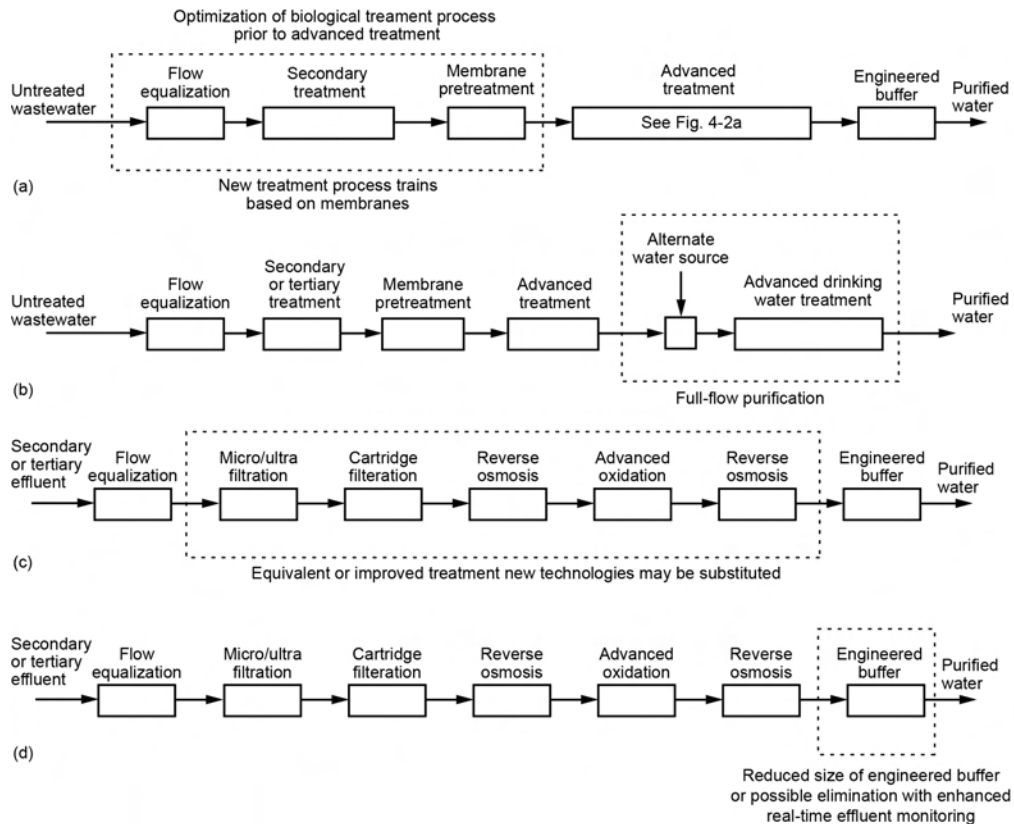 Optimization of biological treament process
prior to advanced treatment
Untreated
wastewater
Flow
equalization
Secondary
treatment
Membrane
pretreatment
Advanced
treatment
See Fig. 4-2a
Engineered
buffer
Purified
water
(a)
New treatment process trains
based on membranes
Untreated
wastewater
Flow
equalization
Secondary
or tertiary
treatment
Membrane
pretreatment
Advanced
treatment
Alternate
water source
Advanced drinking
water treatment
Purified
water
(b)
Full-flow purification
Secondary
or tertiary
effluent
Flow
equalization
Micro/ultra
filtration
Cartridge
filteration
Reverse
osmosis
Advanced
oxidation
Reverse
osmosis
Engineered
buffer
Purified
water
(c)
Equivalent or improved treatment new technologies may be substituted
Secondary
or tertiary
effluent
Flow
equalization
Micro/ultra
filtration
Cartridge
filteration
Reverse
osmosis
Advanced
oxidation
Reverse
osmosis
Engineered
buffer
Purified
water
(d)
Reduced size of engineered buffer
or possible elimination with enhanced
real-time effluent monitoring